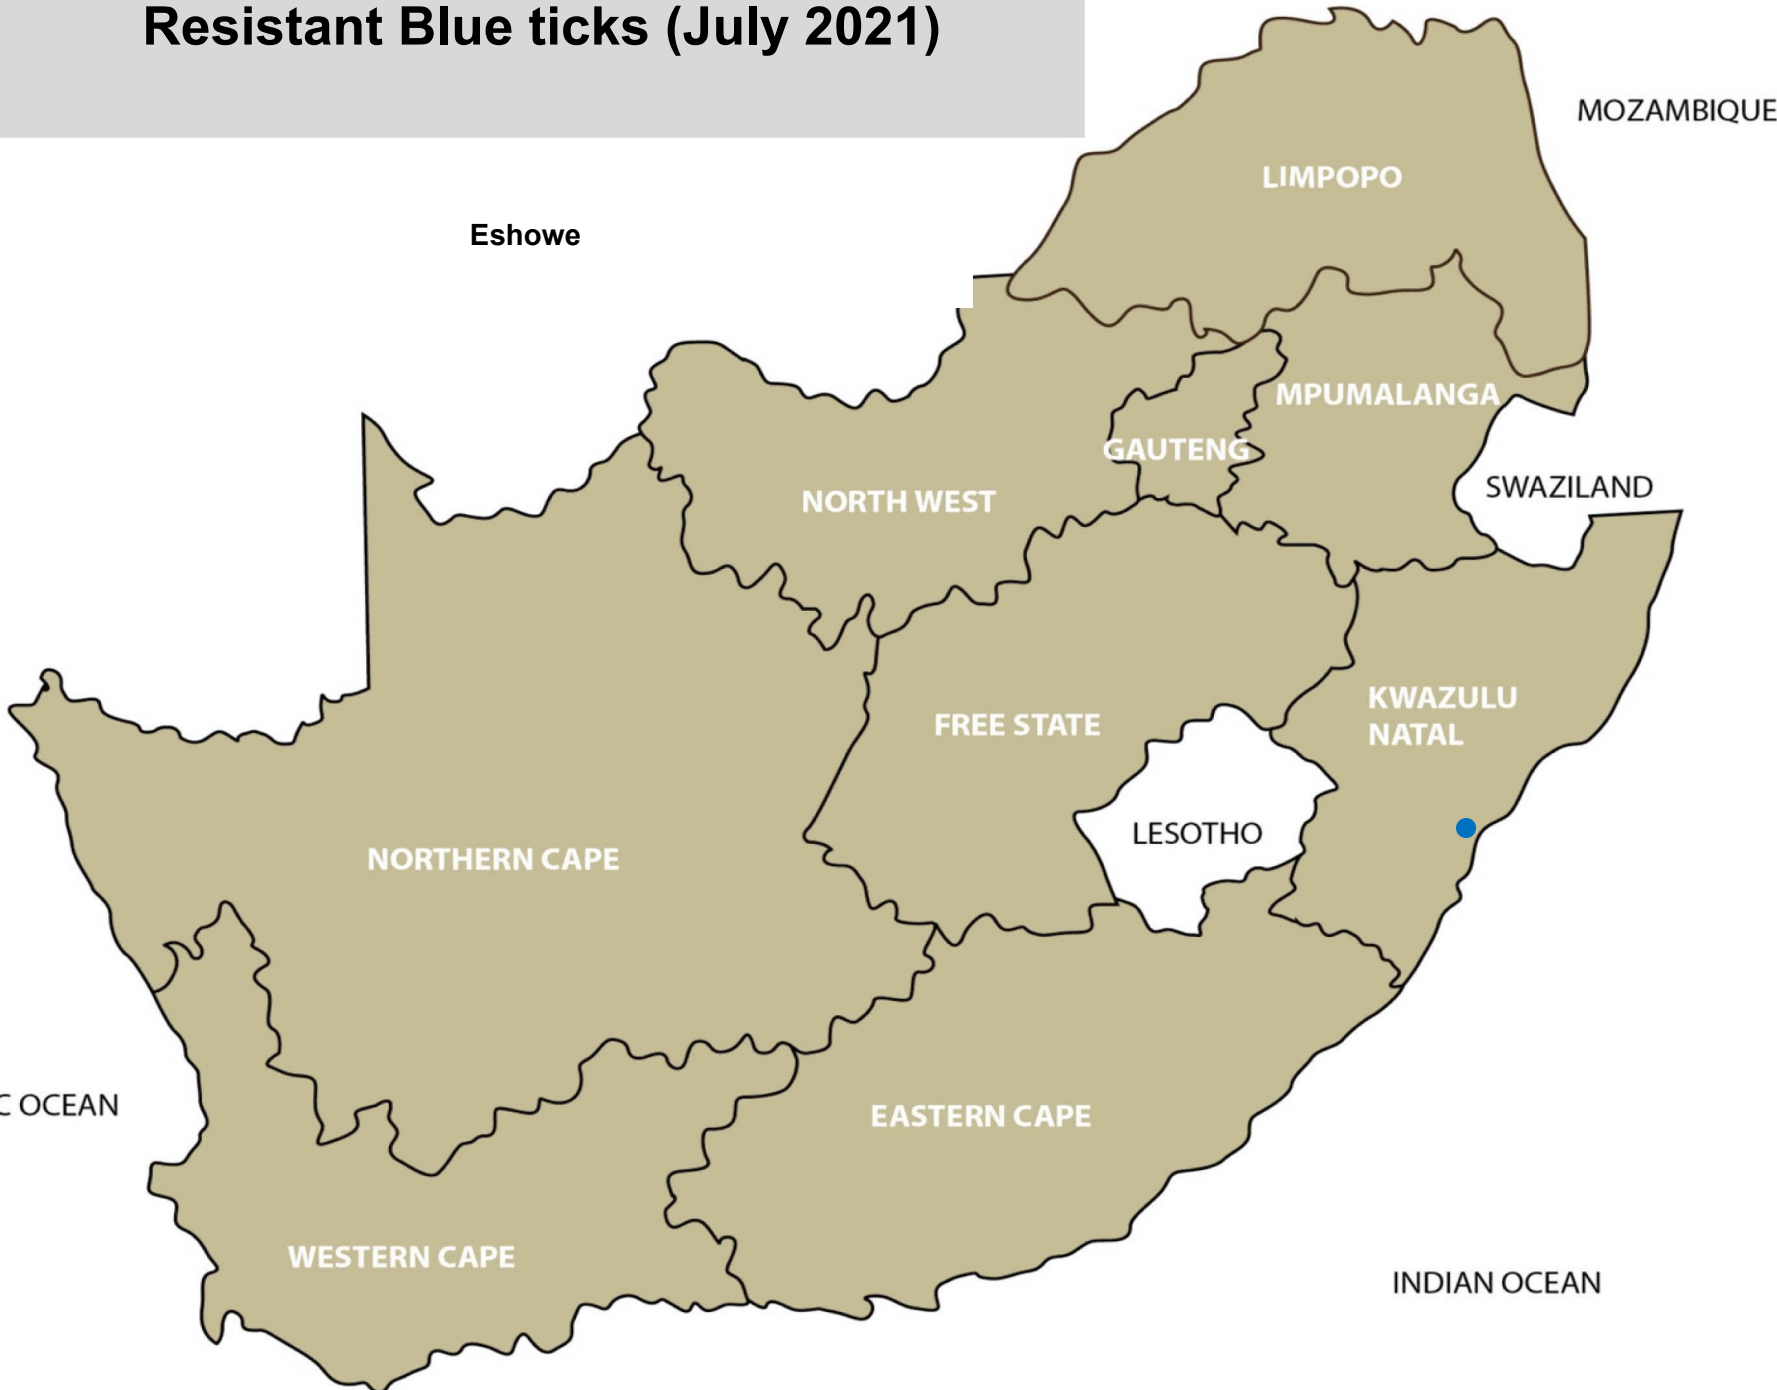 Resistant Blue ticks (July 2021)
MOZAMBIQUE
LIMPOPO
Eshowe
MPUMALANGA
GAUTENG
SWAZILAND
NORTH WEST
KWAZULU
NATAL
FREE STATE
LESOTHO
NORTHERN CAPE
C OCEAN
EASTERN CAPE
WESTERN CAPE
INDIAN OCEAN